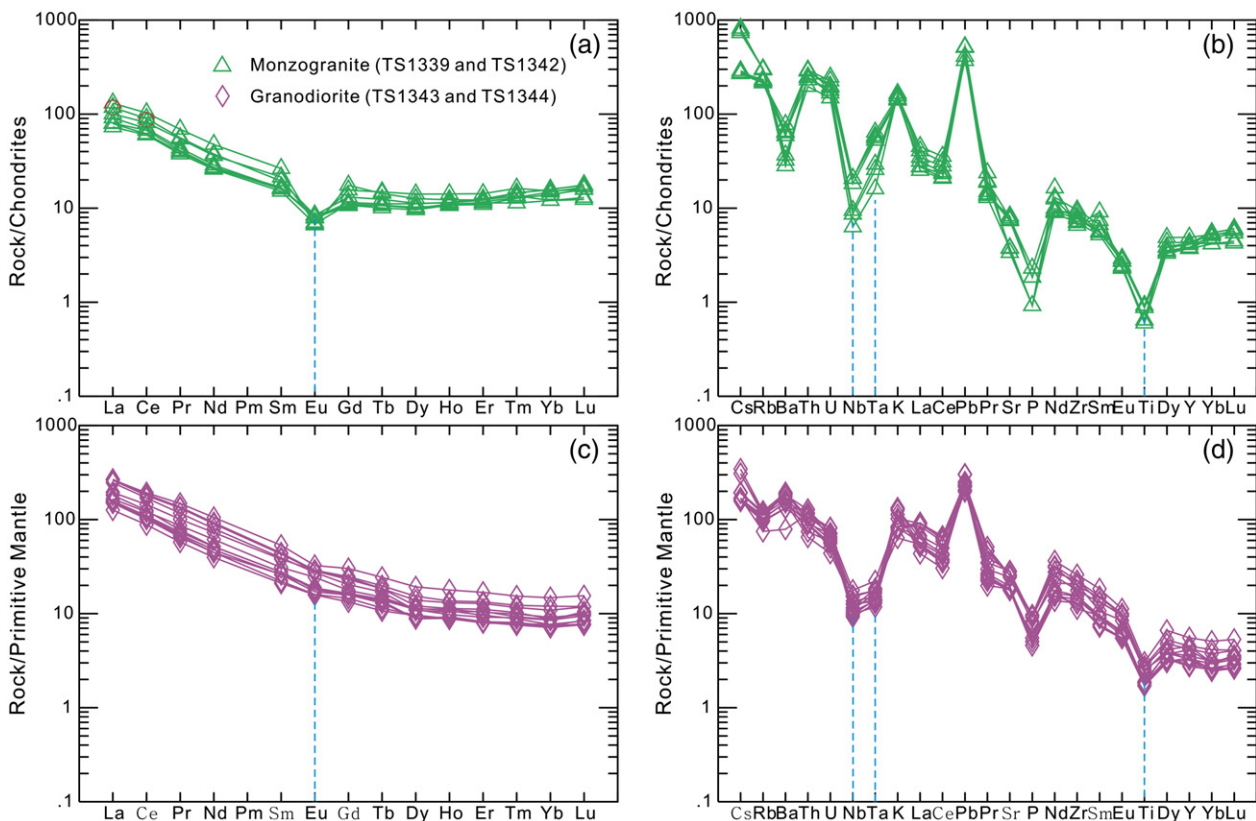 (a)
Rock/Chondrites
1000
100
10
1
.1
Monzogranite (TS1339 and TS1342)
Granodiorite (TS1343 and TS1344)
La Ce Pr Nd Pm Sm Eu Gd Tb Dy Ho Er Tm Yb Lu
(b)
Rock/Chondrites
1000
100
10
1
.1
Cs Rb Ba Th U Nb Ta K La Ce Pb Pr Sr P Nd Zr Sm Eu Ti Dy Y Yb Lu
(c)
Rock/Primitive Mantle
1000
100
10
1
.1
La Ce Pr Nd Pm Sm Eu Gd Tb Dy Ho Er Tm Yb Lu
(d)
Rock/Primitive Mantle
1000
100
10
1
.1
Cs Rb Ba Th U Nb Ta K La Ce Pb Pr Sr P Nd Zr Sm Eu Ti Dy Y Yb Lu